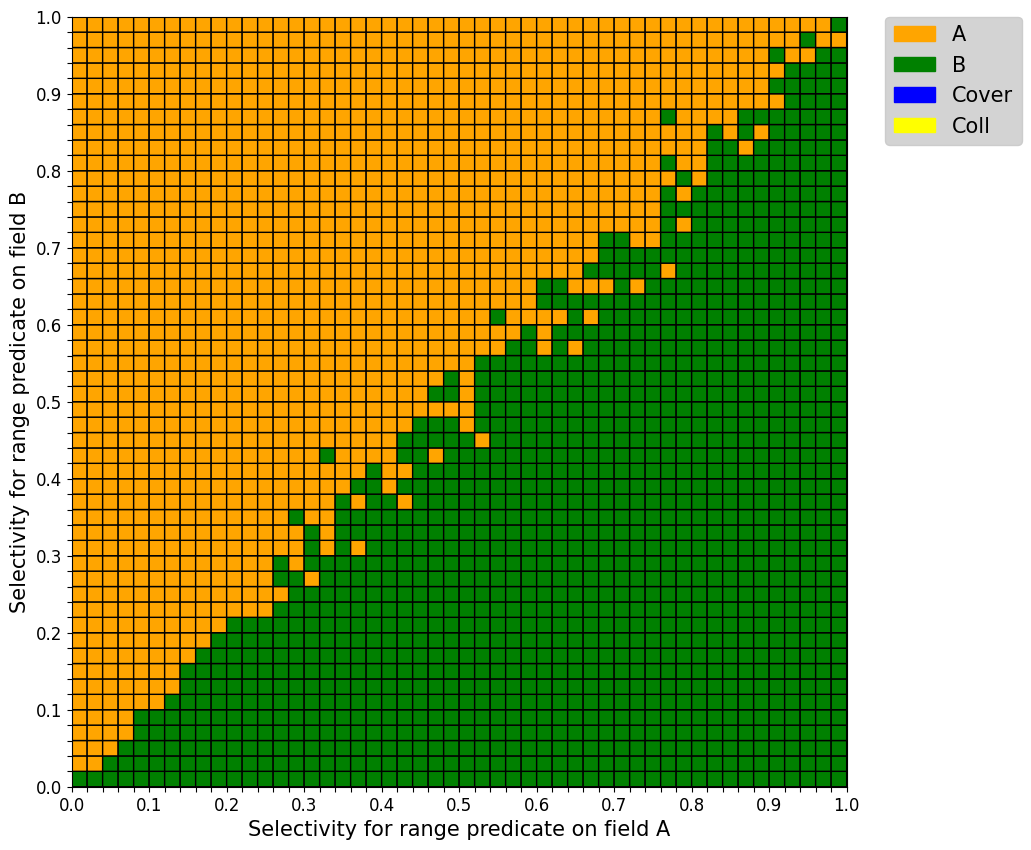 1.0
0.9
0.8
0.7
0.6
0.5
0.4
0.3
0.2
0.1
0.0
Selectivity for range predicate on field B
0.0 0.1 0.2 0.3 0.4 0.5 0.6 0.7 0.8 0.9 1.0
Selectivity for range predicate on field A
A
B
Cover
Coll